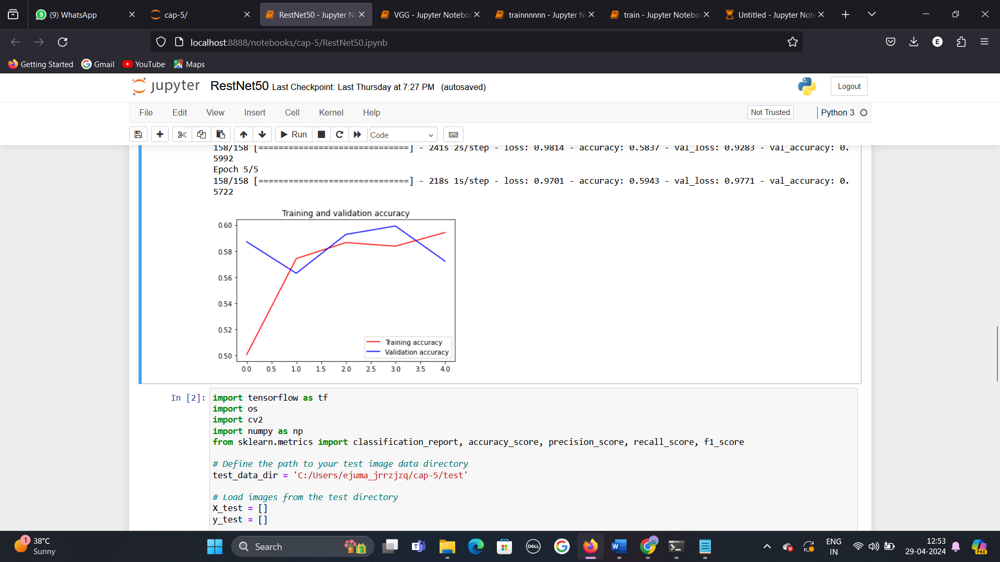 (9) WhatsApp
cap-5/
RestNet50 - Jupyter No
VGG - Jupyter Noteboo
trainnnnnn - Jupyter N
train - Jupyter Noteboo
Untitled - Jupyter Note
localhost:8888/notebooks/cap-5/RestNet50.ipynb
E
Getting Started
Gmail
YouTube
Maps
jupyter RestNet50 Last Checkpoint: Last Thursday at 7:27 PM (autosaved)
Logout
File Edit View Insert Cell Kernel Help
Not Trusted
Python 3
Run
Code
158/158 [==============================] - 241s 2s/step - loss: 0.9814 - accuracy: 0.5837 - val_loss: 0.9283 - val_accuracy: 0.
5992
Epoch 5/5
158/158 [==============================] - 218s 1s/step - loss: 0.9701 - accuracy: 0.5943 - val_loss: 0.9771 - val_accuracy: 0.
5722
Training and validation accuracy
0.60
0.58
0.56
0.54
0.52
0.50
Training accuracy
Validation accuracy
0.0 0.5 1.0 1.5 2.0 2.5 3.0 3.5 4.0
In [2]:
import tensorflow as tf
import os
import cv2
import numpy as np
from sklearn.metrics import classification_report, accuracy_score, precision_score, recall_score, f1_score
# Define the path to your test image data directory
test_data_dir = 'C:/Users/ejuma_jrrzjzq/cap-5/test'
# Load images from the test directory
X_test = []
y_test = []
1
38°C
Sunny
Search
DELL
ENG
IN
12:53
29-04-2024
PRE